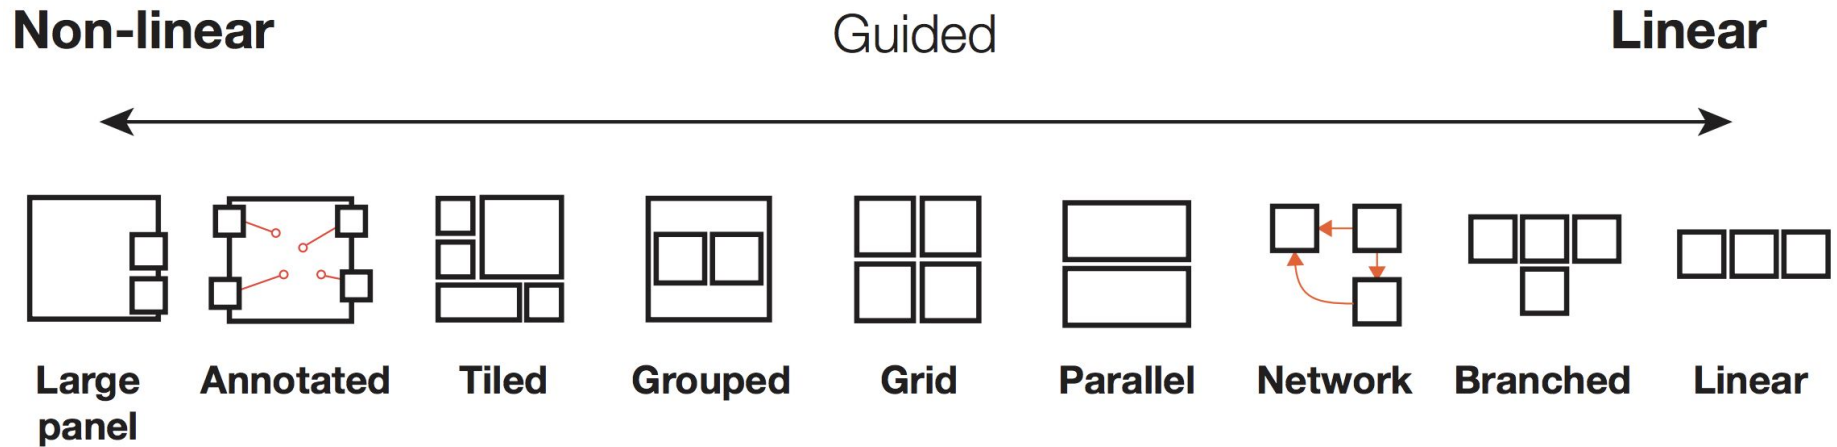 Non-linear
Guided
Linear
Large
panel
Annotated
Tiled
Grouped
Grid
Parallel
Network
Branched
Linear